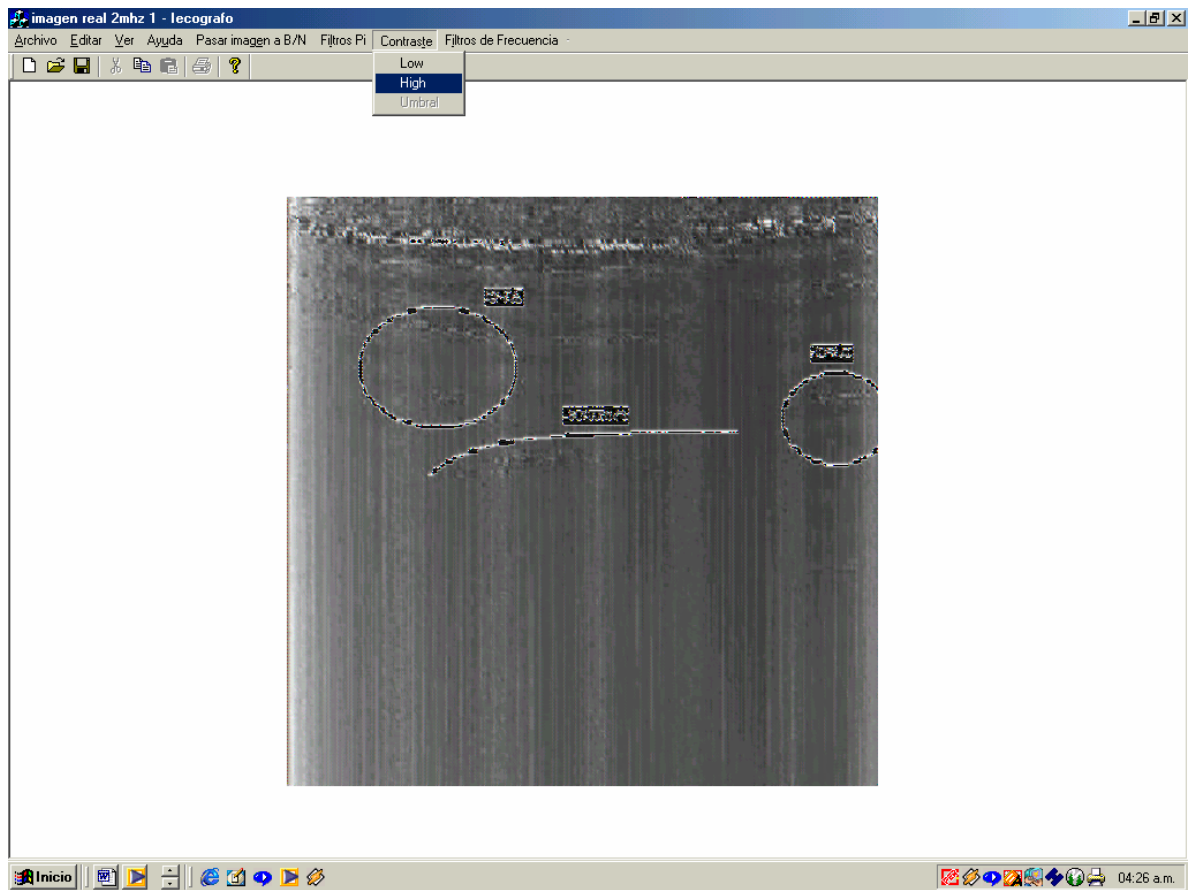 imagen real 2mhz 1 - lecografo
Archivo Editar Ver Ayuda Pasar imagen a B/N Filtros Pi Contraste Filtros de Frecuencia
Low
High
Umbral
Inicio 04:26 a.m.